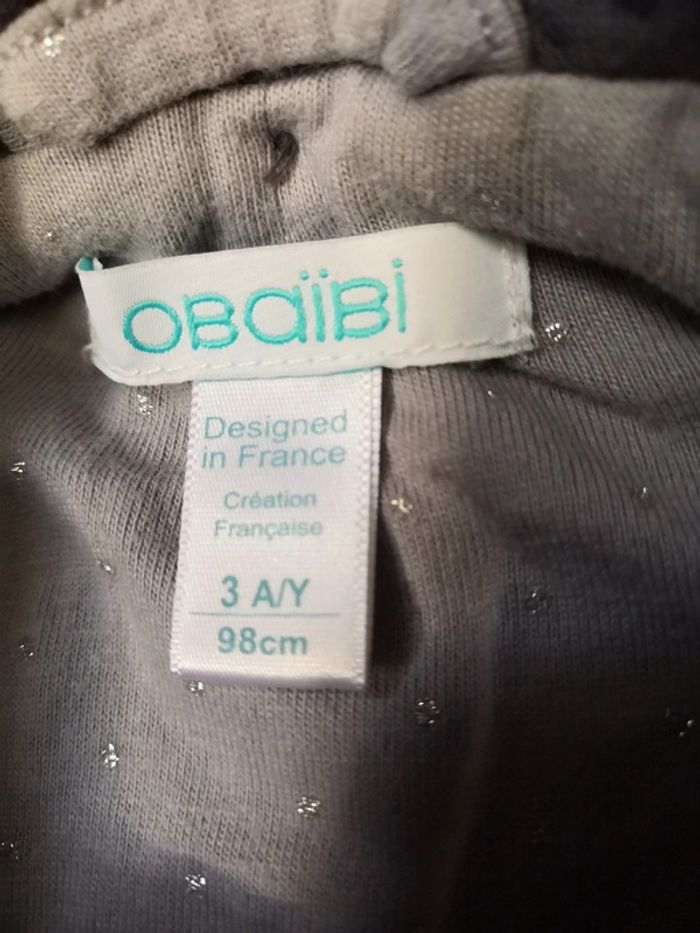 OBaïBi
Designed
in France
Création
Française
3 A/Y
98cm